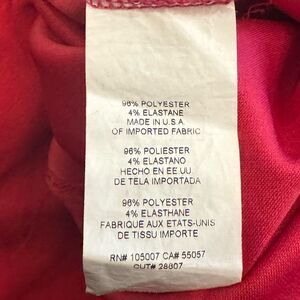 96% POLYESTER
4% ELASTANE
MADE IN U.S.A.
OF IMPORTED FABRIC
96% POLIESTER
4% ELASTANO
HECHO EN EE.UU.
DE TELA IMPORTADA
96% POLYESTER
4% ELASTHANE
FABRIQUE AUX ETATS-UNIS
DE TISSU IMPORTE
RN# 105007 CA# 55057
CUT# 28607